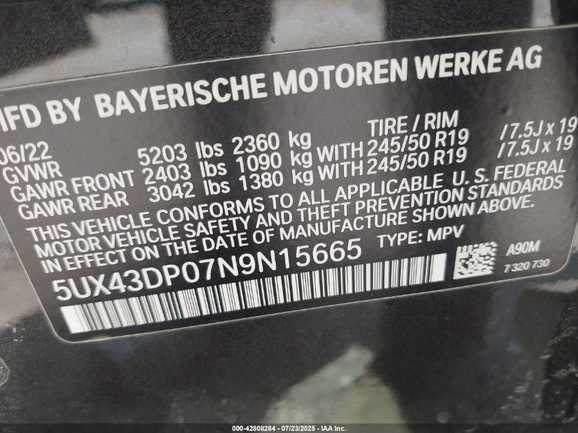 MFD BY BAYERISCHE MOTOREN WERKE AG
06/22
GVWR 5203 lbs 2360 kg TIRE / RIM
GAWR FRONT 2403 lbs 1090 kg WITH 245/50 R19 / 7.5J x 19
GAWR REAR 3042 lbs 1380 kg WITH 245/50 R19 / 7.5J x 19
THIS VEHICLE CONFORMS TO ALL APPLICABLE U. S. FEDERAL
MOTOR VEHICLE SAFETY AND THEFT PREVENTION STANDARDS
IN EFFECT ON THE DATE OF MANUFACTURE SHOWN ABOVE.
5UX43DP07N9N15665 TYPE: MPV
A90M
7 320 730
000-42808284 - 07/23/2025 - IAA Inc.